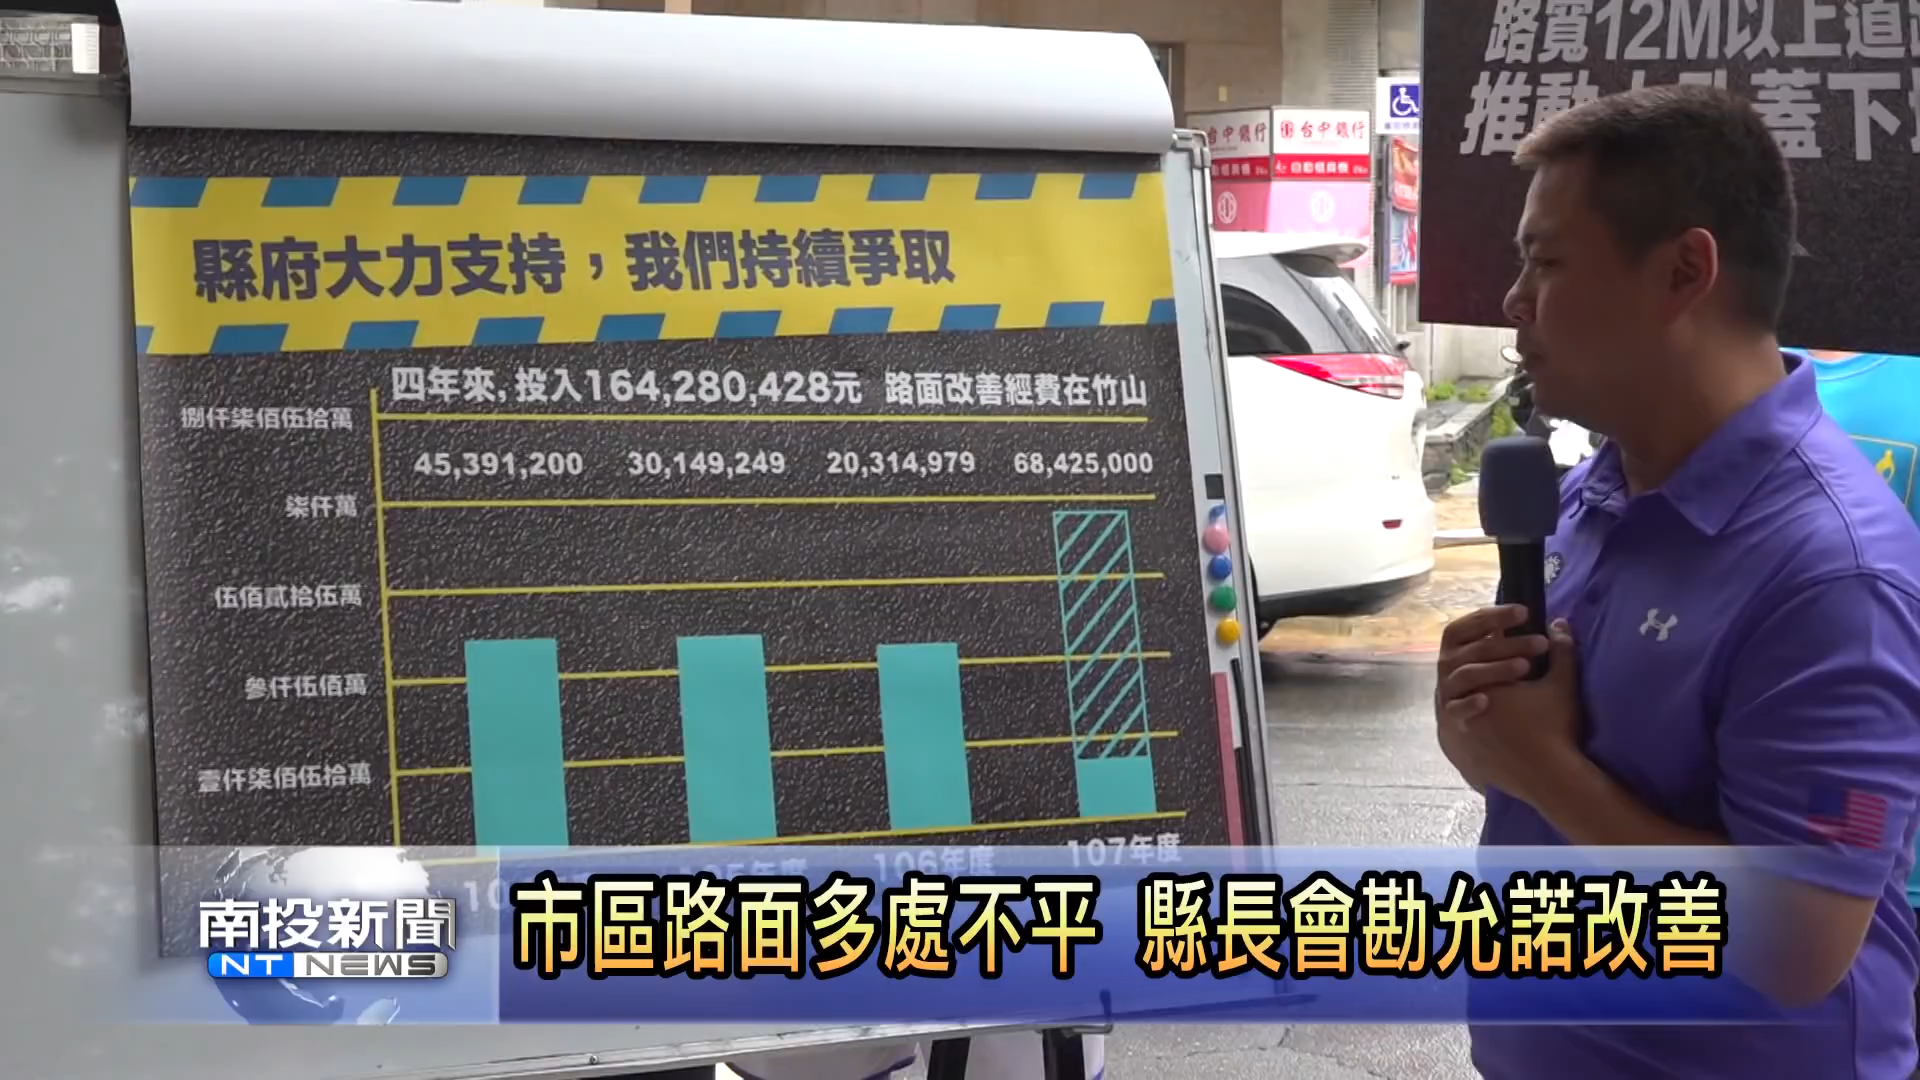 縣府大力支持，我們持續爭取
四年來,投入164,280,428元 路面改善經費在竹山
捌仟柒佰伍拾萬
45,391,200 30,149,249 20,314,979 68,425,000
柒仟萬
伍佰貳拾伍萬
參仟伍佰萬
壹仟柒佰伍拾萬
106年度 107年度
路寬12M以上道路
台中銀行 台中銀行
自動櫃員機
南投新聞
NT NEWS
市區路面多處不平 縣長會勘允諾改善